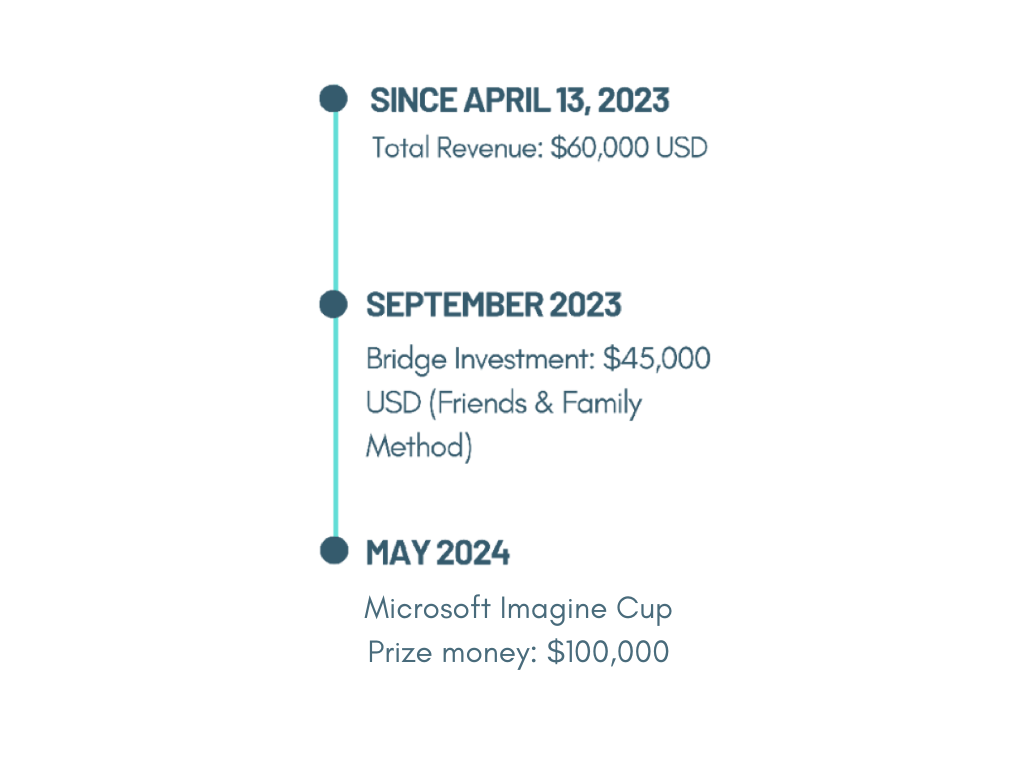 SINCE APRIL 13, 2023
Total Revenue: $60,000 USD
SEPTEMBER 2023
Bridge Investment: $45,000
USD (Friends & Family
Method)
MAY 2024
Microsoft Imagine Cup
Prize money: $100,000